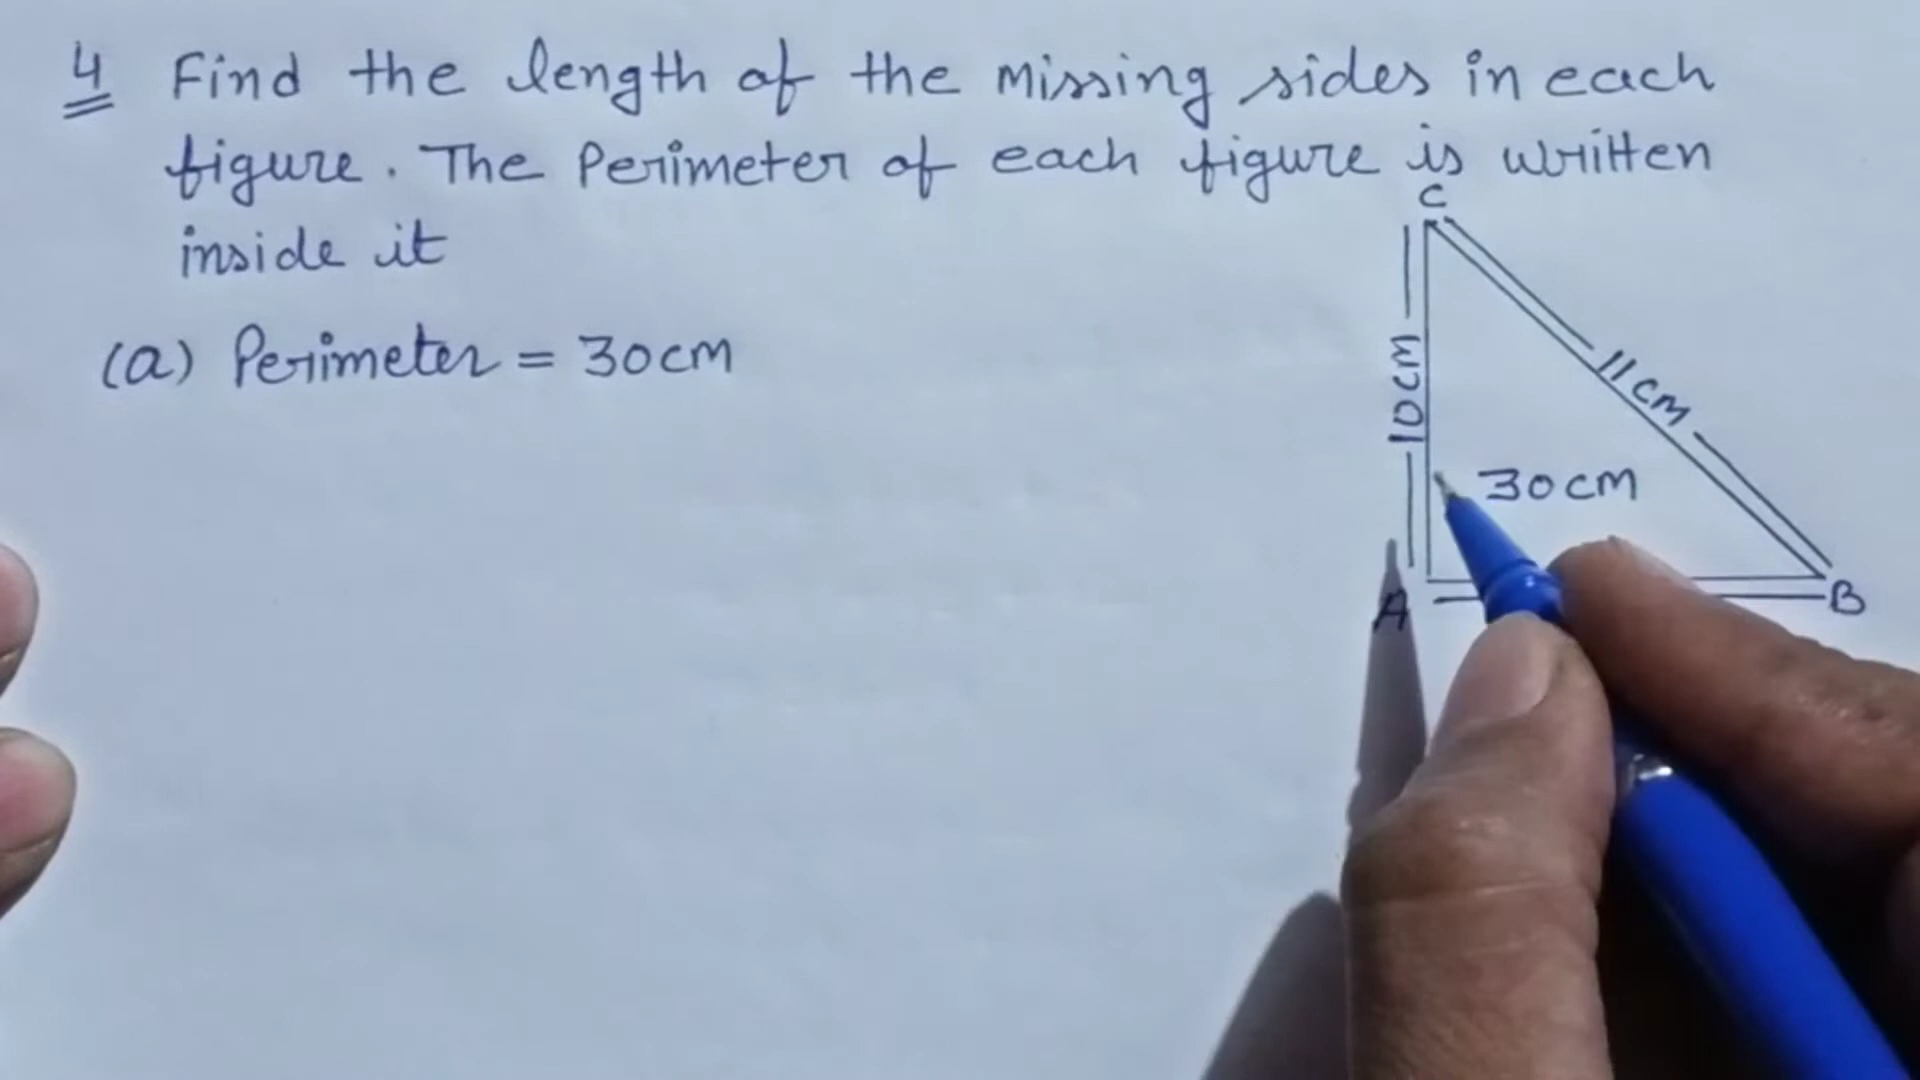 4 Find the length of the missing sides in each
figure. The Perimeter of each figure is written
inside it
(a) Perimeter = 30cm
C
10cm
11cm
30cm
A
B